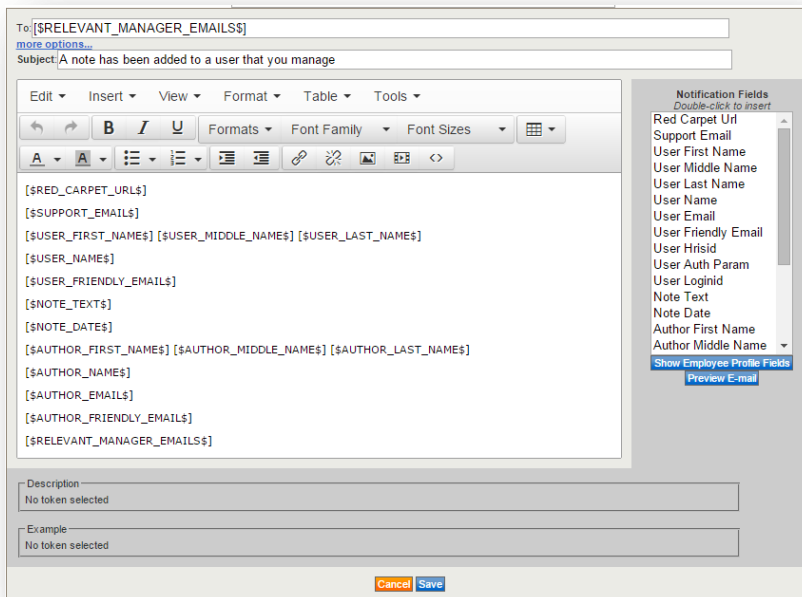 To: [$RELEVANT_MANAGER_EMAILS$]
more options...
Subject: A note has been added to a user that you manage
Edit Insert View Format Table Tools
B I U Formats Font Family Font Sizes
A A
[$RED_CARPET_URL$]
[$SUPPORT_EMAIL$]
[$USER_FIRST_NAME$] [$USER_MIDDLE_NAME$] [$USER_LAST_NAME$]
[$USER_NAME$]
[$USER_FRIENDLY_EMAIL$]
[$NOTE_TEXT$]
[$NOTE_DATE$]
[$AUTHOR_FIRST_NAME$] [$AUTHOR_MIDDLE_NAME$] [$AUTHOR_LAST_NAME$]
[$AUTHOR_NAME$]
[$AUTHOR_EMAIL$]
[$AUTHOR_FRIENDLY_EMAIL$]
[$RELEVANT_MANAGER_EMAILS$]
Notification Fields
Double-click to insert
Red Carpet Url
Support Email
User First Name
User Middle Name
User Last Name
User Name
User Email
User Friendly Email
User Hrisid
User Auth Param
User Loginid
Note Text
Note Date
Author First Name
Author Middle Name
Show Employee Profile Fields
Preview E-mail
Description
No token selected
Example
No token selected
Cancel Save